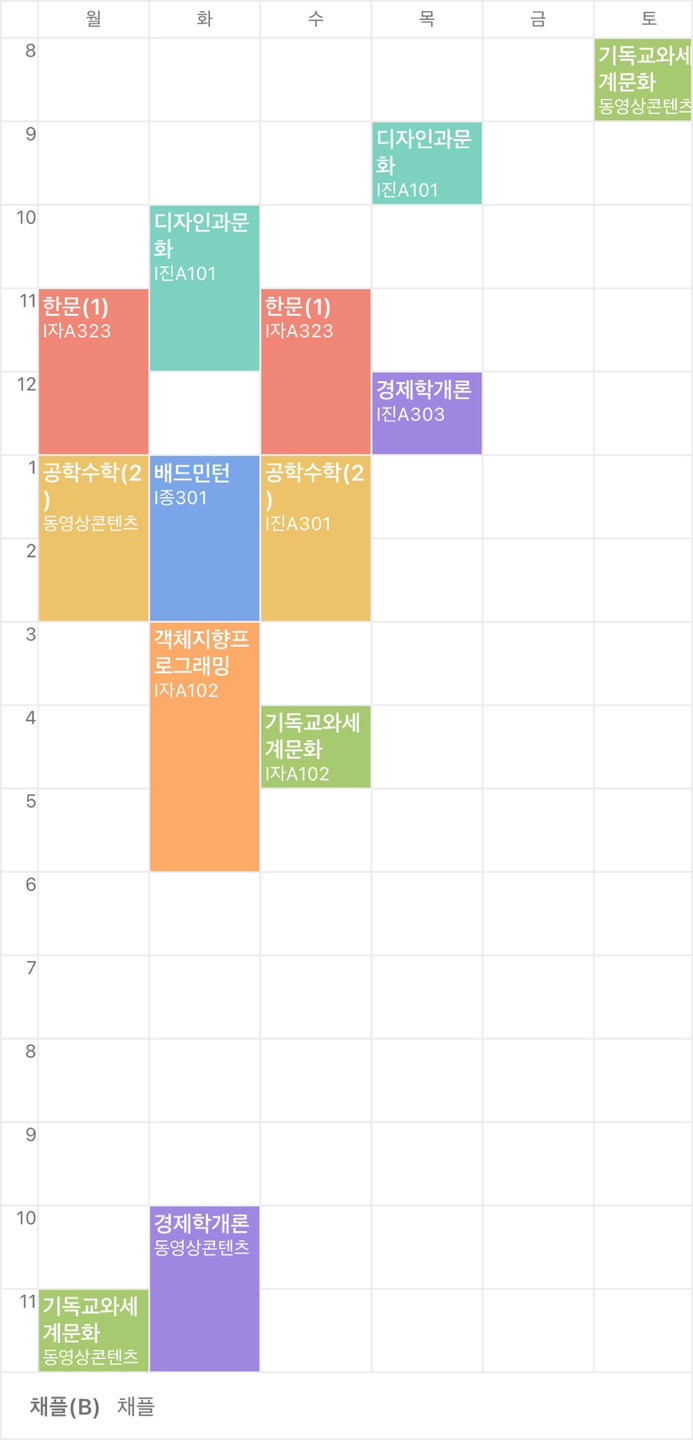 월 화 수 목 금 토
8
기독교와세
계문화
동영상콘텐츠
9
디자인과문
화
I진A101
10
디자인과문
화
I진A101
11
한문(1)
I자A323
한문(1)
I자A323
12
경제학개론
I진A303
1
공학수학(2
)
동영상콘텐츠
배드민턴
I종301
공학수학(2
)
I진A301
2
3
객체지향프
로그래밍
I자A102
4
기독교와세
계문화
I자A102
5
6
7
8
9
10
경제학개론
동영상콘텐츠
11
기독교와세
계문화
동영상콘텐츠
채플(B) 채플